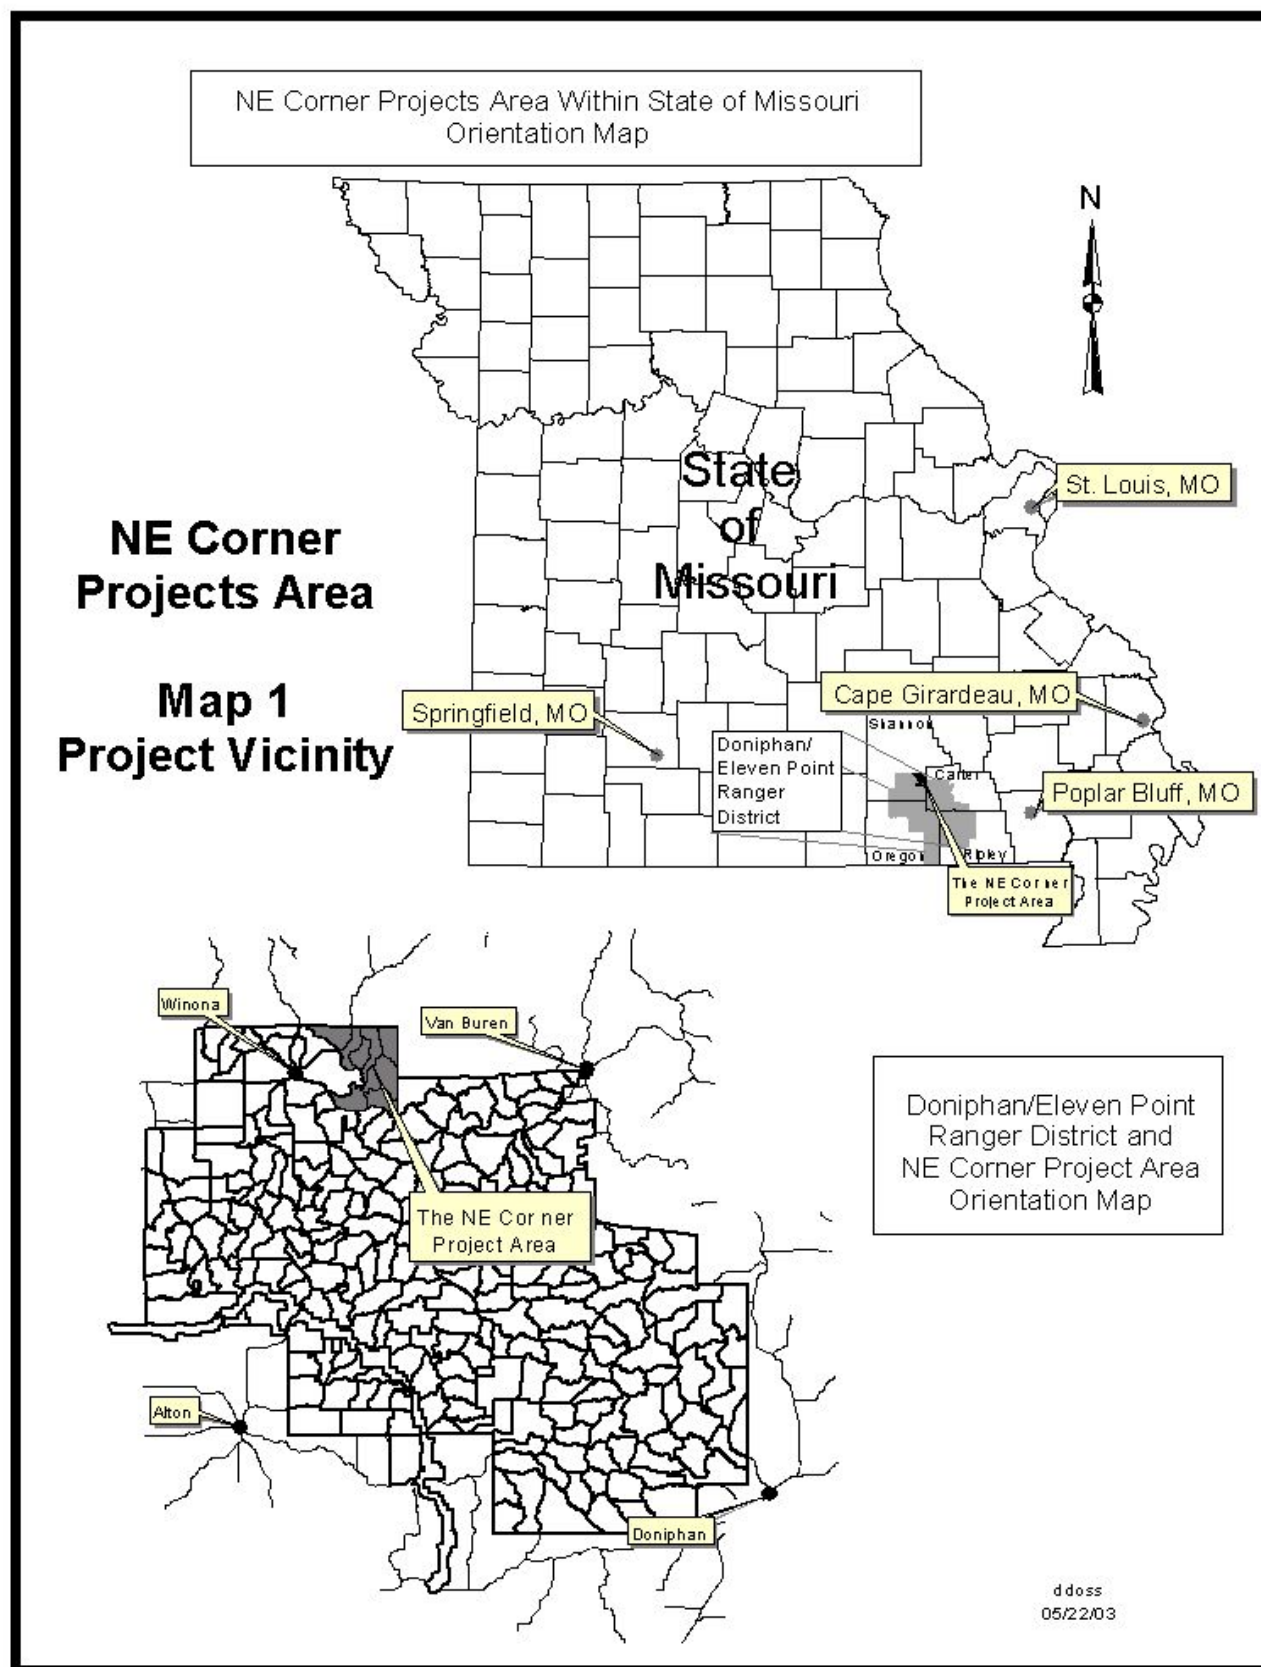 NE Corner Projects Area Within State of Missouri
Orientation Map
N
State
of
Missouri
St. Louis, MO
NE Corner
Projects Area
Map 1
Project Vicinity
Springfield, MO
Cape Girardeau, MO
Shannon
Doniphan/
Eleven Point
Ranger
District
Carter
Poplar Bluff, MO
Oregon
Ripley
The NE Corner
Project Area
Winona
Van Buren
The NE Corner
Project Area
Alton
Doniphan
Doniphan/Eleven Point
Ranger District and
NE Corner Project Area
Orientation Map
ddoss
05/22/03